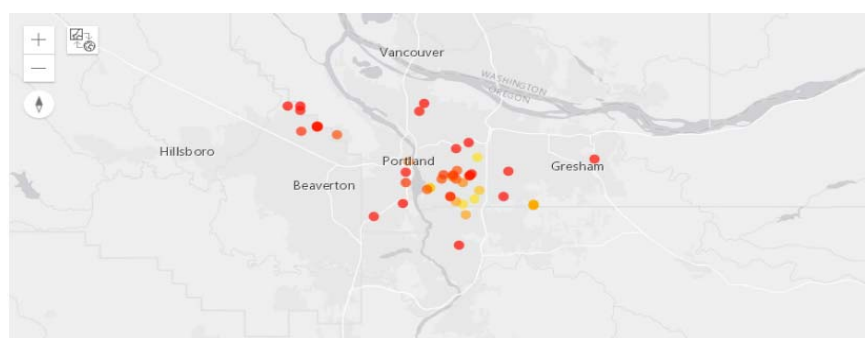 Vancouver
WASHINGTON
OREGON
Hillsboro
Portland
Gresham
Beaverton